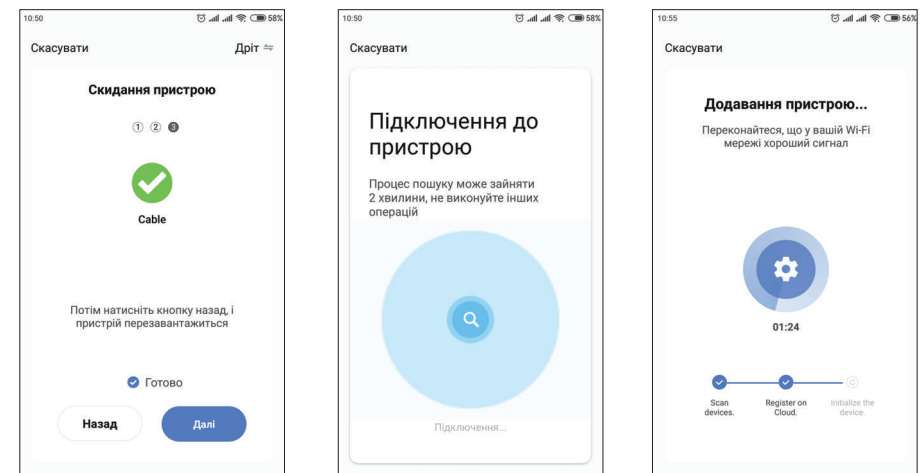 10:50
58%
Скасувати
Дріт
Скидання пристрою
1 2 3
Cable
Потім натисніть кнопку назад, і
пристрій перезавантажиться
Готово
Назад
Далі
10:50
58%
Скасувати
Підключення до
пристрою
Процес пошуку може зайняти
2 хвилини, не виконуйте інших
операцій
Підключення...
10:55
56%
Скасувати
Додавання пристрою...
Переконайтеся, що у вашій Wi-Fi
мережі хороший сигнал
01:24
Scan
devices.
Register on
Cloud.
Initialize the
device.